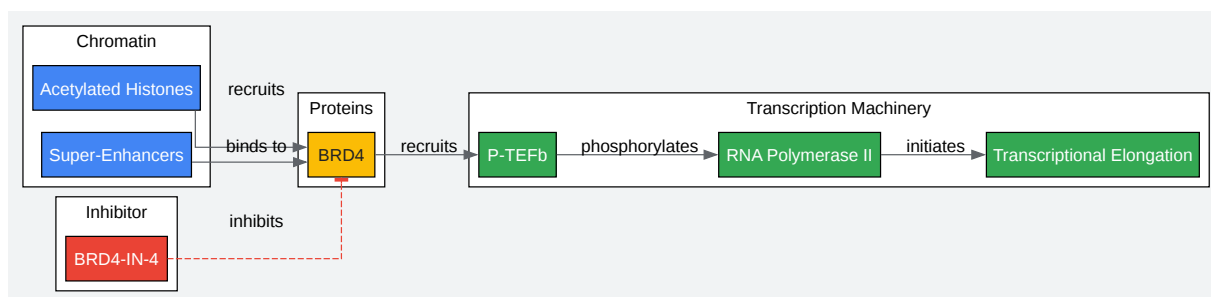 Chromatin
Acetylated Histones
recruits
Proteins
Transcription Machinery
Super-Enhancers
binds to
BRD4
recruits
P-TEFb
phosphorylates
RNA Polymerase II
initiates
Transcriptional Elongation
Inhibitor
inhibits
BRD4-IN-4